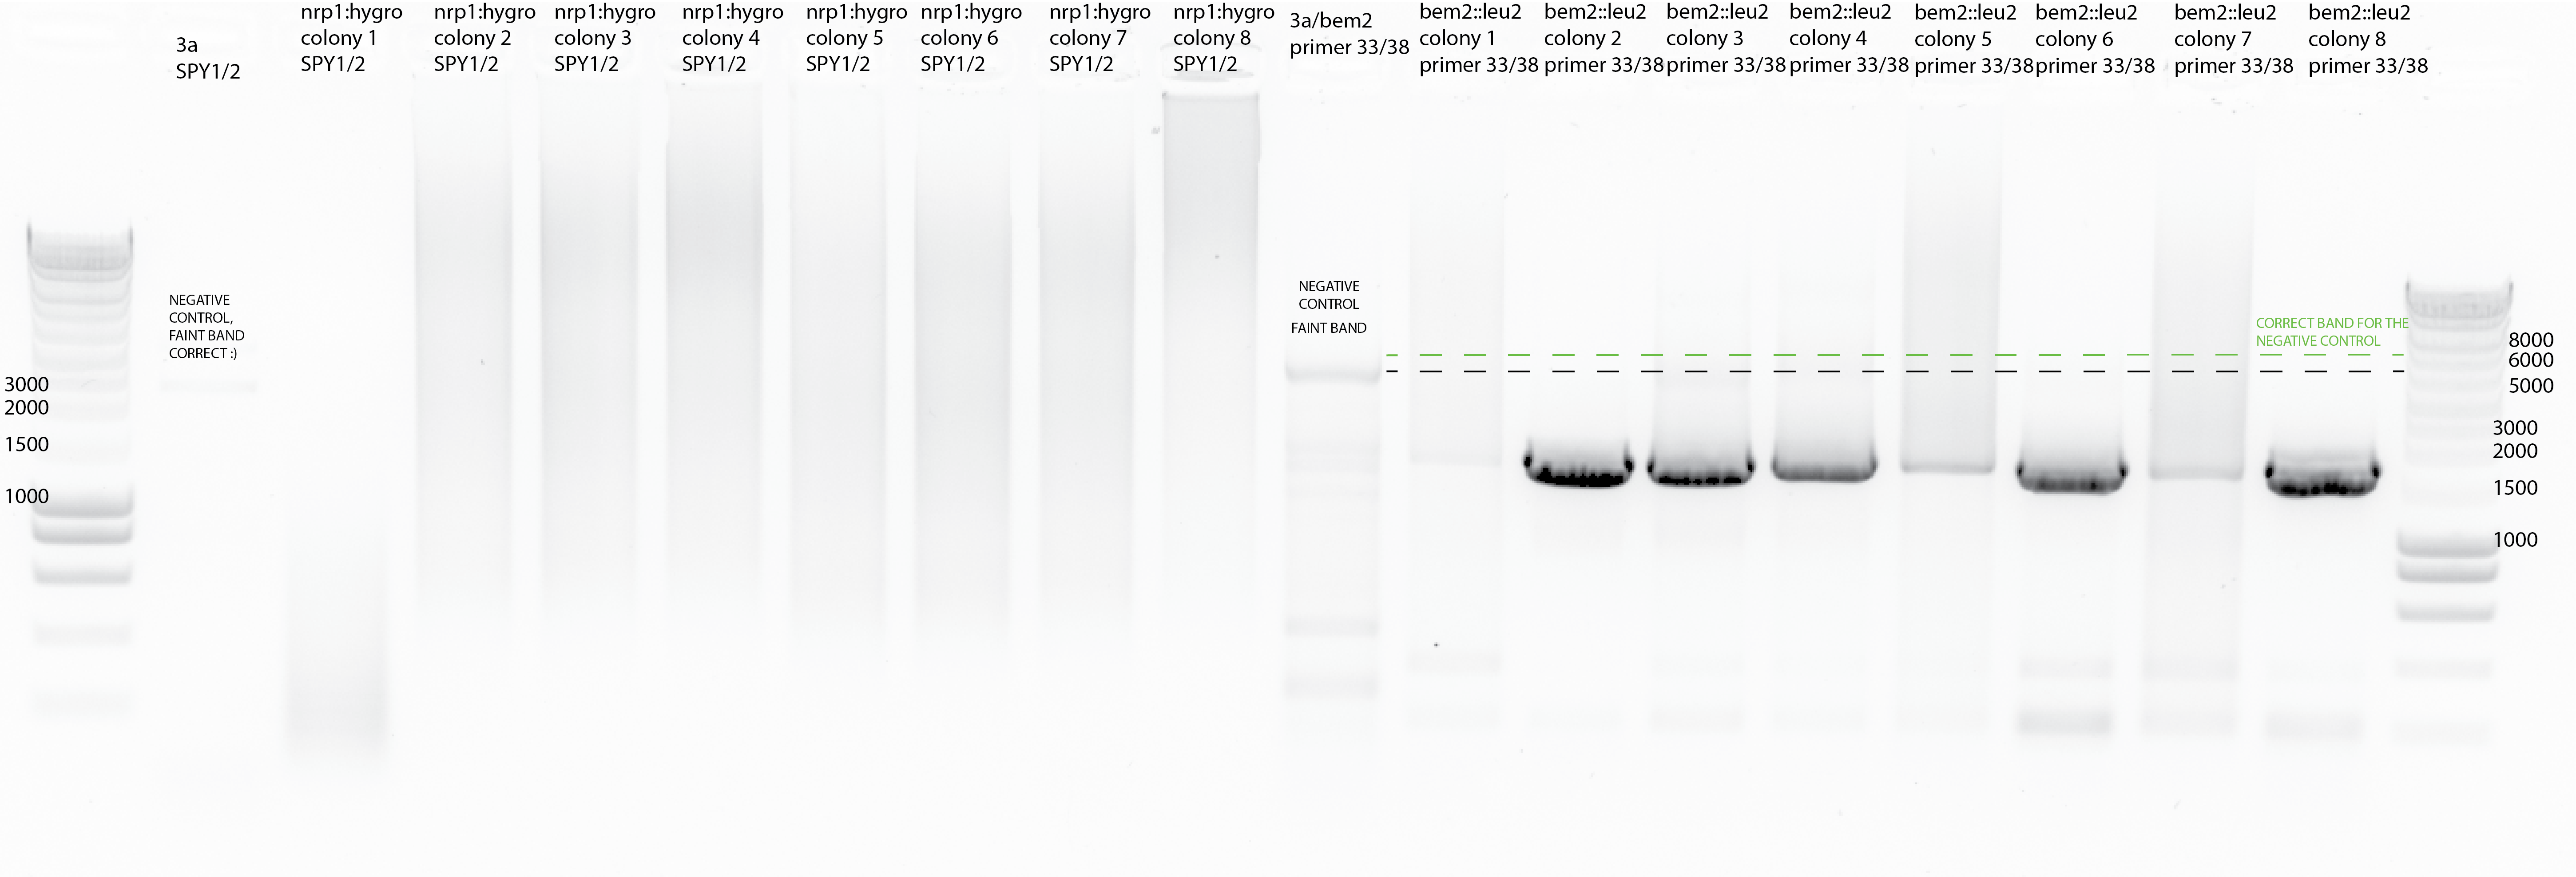 3a
SPY1/2
nrp1:hygro
colony 1
SPY1/2
nrp1:hygro
colony 2
SPY1/2
nrp1:hygro
colony 3
SPY1/2
nrp1:hygro
colony 4
SPY1/2
nrp1:hygro
colony 5
SPY1/2
nrp1:hygro
colony 6
SPY1/2
nrp1:hygro
colony 7
SPY1/2
nrp1:hygro
colony 8
SPY1/2
3a/bem2
primer 33/38
bem2::leu2
colony 1
primer 33/38
bem2::leu2
colony 2
primer 33/38
bem2::leu2
colony 3
primer 33/38
bem2::leu2
colony 4
primer 33/38
bem2::leu2
colony 5
primer 33/38
bem2::leu2
colony 6
primer 33/38
bem2::leu2
colony 7
primer 33/38
bem2::leu2
colony 8
primer 33/38
NEGATIVE
CONTROL,
FAINT BAND
CORRECT :)
3000
2000
1500
1000
NEGATIVE
CONTROL
FAINT BAND
CORRECT BAND FOR THE
NEGATIVE CONTROL
8000
6000
5000
3000
2000
1500
1000